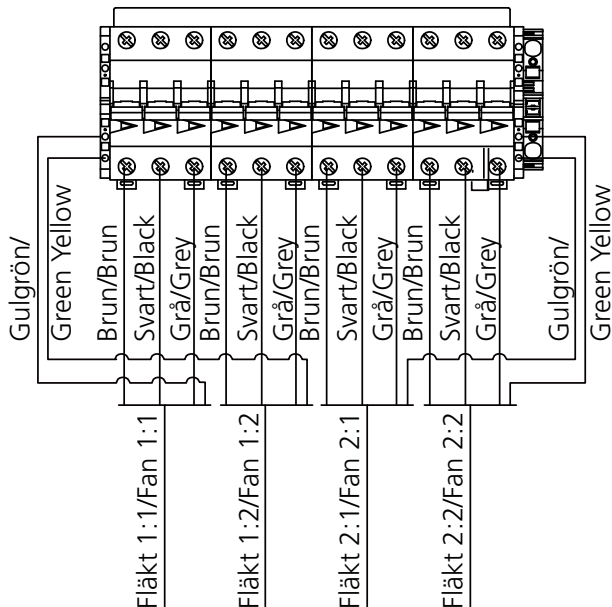 Gulgrön/
Green Yellow
Brun/Brun
Svart/Black
Grå/Grey
Brun/Brun
Svart/Black
Grå/Grey
Brun/Brun
Svart/Black
Grå/Grey
Brun/Brun
Svart/Black
Grå/Grey
Gulgrön/
Green Yellow
Fläkt 1:1/Fan 1:1
Fläkt 1:2/Fan 1:2
Fläkt 2:1/Fan 2:1
Fläkt 2:2/Fan 2:2